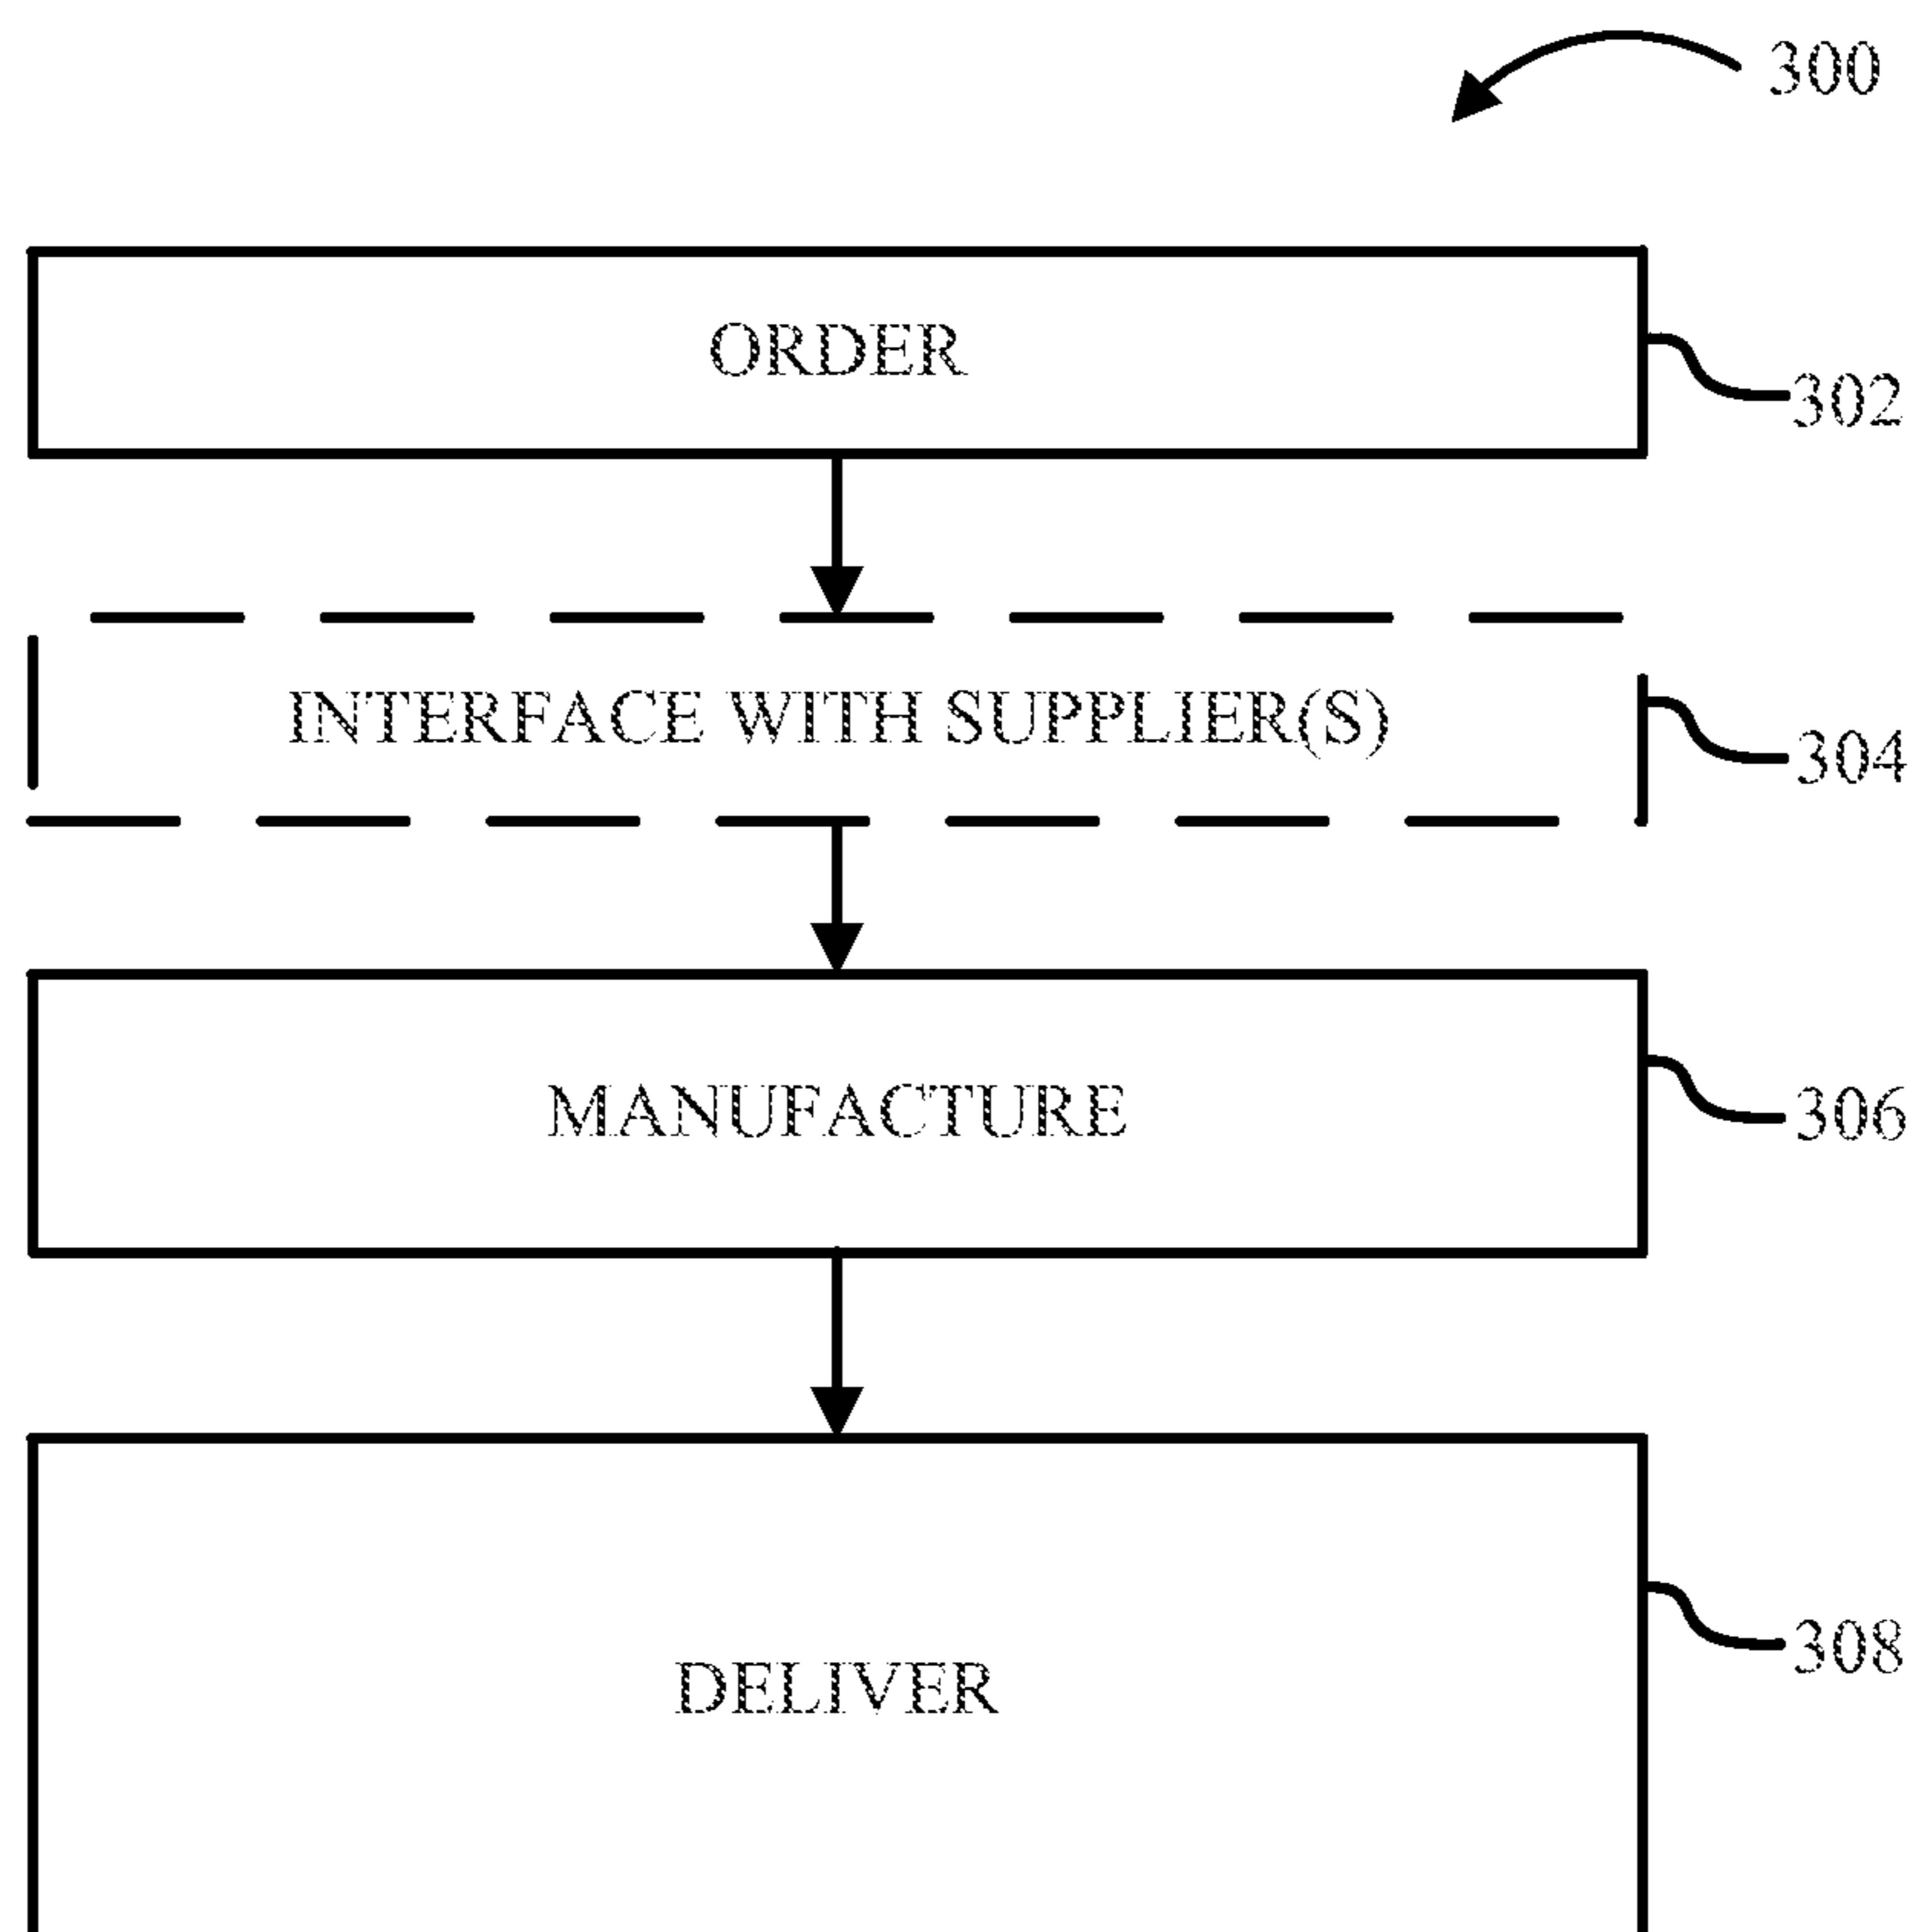 300
ORDER
302
INTERFACE WITH SUPPLIER(S)
304
MANUFACTURE
306
DELIVER
308